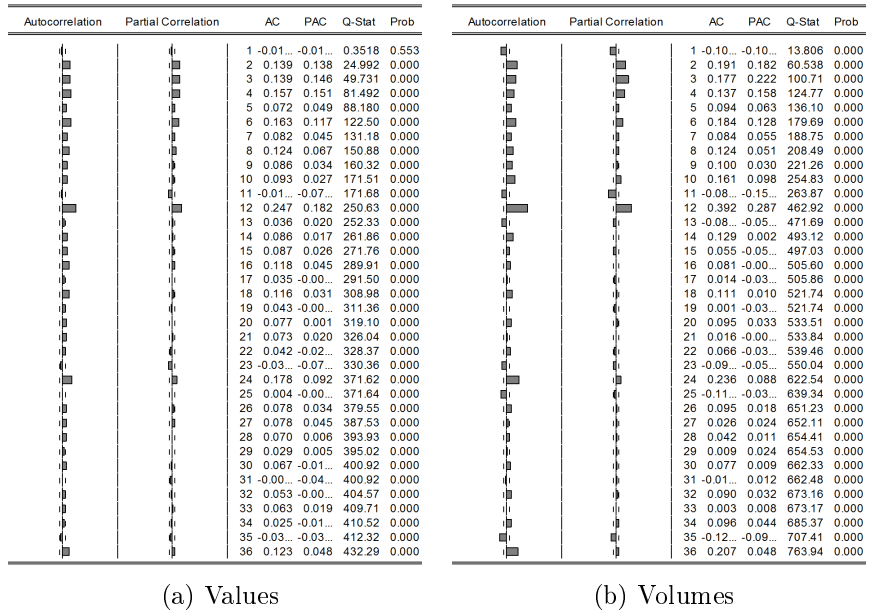 Autocorrelation Partial Correlation AC PAC Q-Stat Prob
1 -0.01... -0.01... 0.3518 0.553
2 0.139 0.138 24.992 0.000
3 0.139 0.146 49.731 0.000
4 0.157 0.151 81.492 0.000
5 0.072 0.049 88.180 0.000
6 0.163 0.117 122.50 0.000
7 0.082 0.045 131.18 0.000
8 0.124 0.067 150.88 0.000
9 0.086 0.034 160.32 0.000
10 0.093 0.027 171.51 0.000
11 -0.01... -0.07... 171.68 0.000
12 0.247 0.182 250.63 0.000
13 0.036 0.020 252.33 0.000
14 0.086 0.017 261.86 0.000
15 0.087 0.026 271.76 0.000
16 0.118 0.045 289.91 0.000
17 0.035 -0.00... 291.50 0.000
18 0.116 0.031 308.98 0.000
19 0.043 -0.00... 311.36 0.000
20 0.077 0.001 319.10 0.000
21 0.073 0.020 326.04 0.000
22 0.042 -0.02... 328.37 0.000
23 -0.03... -0.07... 330.36 0.000
24 0.178 0.092 371.62 0.000
25 0.004 -0.00... 371.64 0.000
26 0.078 0.034 379.55 0.000
27 0.078 0.045 387.53 0.000
28 0.070 0.006 393.93 0.000
29 0.029 0.005 395.02 0.000
30 0.067 -0.01... 400.92 0.000
31 -0.00... -0.04... 400.92 0.000
32 0.053 -0.00... 404.57 0.000
33 0.063 0.019 409.71 0.000
34 0.025 -0.01... 410.52 0.000
35 -0.03... -0.03... 412.32 0.000
36 0.123 0.048 432.29 0.000
(a) Values
Autocorrelation Partial Correlation AC PAC Q-Stat Prob
1 -0.10... -0.10... 13.806 0.000
2 0.191 0.182 60.538 0.000
3 0.177 0.222 100.71 0.000
4 0.137 0.158 124.77 0.000
5 0.094 0.063 136.10 0.000
6 0.184 0.128 179.69 0.000
7 0.084 0.055 188.75 0.000
8 0.124 0.051 208.49 0.000
9 0.100 0.030 221.26 0.000
10 0.161 0.098 254.83 0.000
11 -0.08... -0.15... 263.87 0.000
12 0.392 0.287 462.92 0.000
13 -0.08... -0.05... 471.69 0.000
14 0.129 0.002 493.12 0.000
15 0.055 -0.05... 497.03 0.000
16 0.081 -0.00... 505.60 0.000
17 0.014 -0.03... 505.86 0.000
18 0.111 0.010 521.74 0.000
19 0.001 -0.03... 521.74 0.000
20 0.095 0.033 533.51 0.000
21 0.016 -0.00... 533.84 0.000
22 0.066 -0.03... 539.46 0.000
23 -0.09... -0.05... 550.04 0.000
24 0.236 0.088 622.54 0.000
25 -0.11... -0.03... 639.34 0.000
26 0.095 0.018 651.23 0.000
27 0.026 0.024 652.11 0.000
28 0.042 0.011 654.41 0.000
29 0.009 0.024 654.53 0.000
30 0.077 0.009 662.33 0.000
31 -0.01... 0.012 662.48 0.000
32 0.090 0.032 673.16 0.000
33 0.003 0.008 673.17 0.000
34 0.096 0.044 685.37 0.000
35 -0.12... -0.09... 707.41 0.000
36 0.207 0.048 763.94 0.000
(b) Volumes